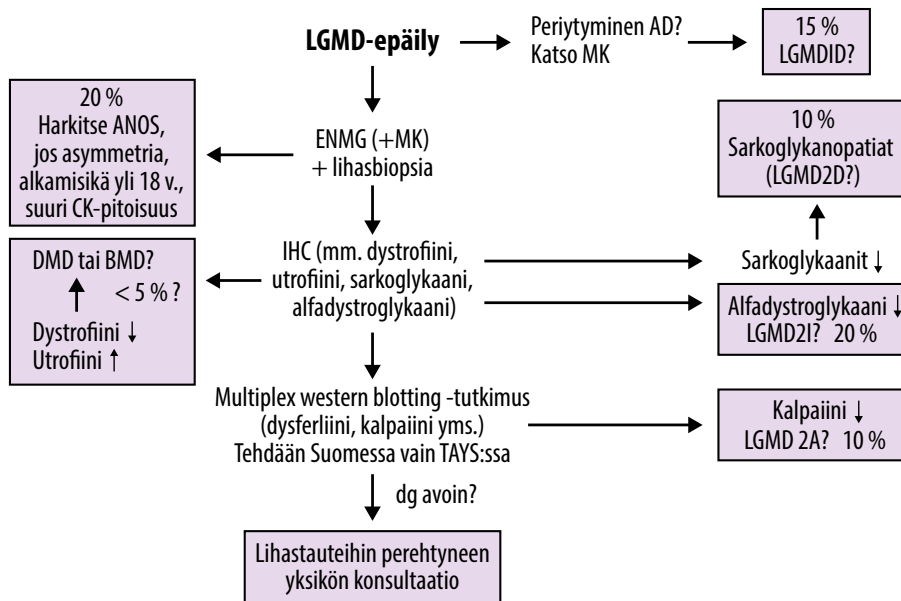 LGMD-epäily
Periytyminen AD?
Katso MK
15 %
LGMDID?
20 %
Harkitse ANOS,
jos asymmetria,
alkamisikä yli 18 v.,
suuri CK-pitoisuus
ENMG (+MK)
+ lihasbiopsia
10 %
Sarkoglykanopatiat
(LGMD2D?)
DMD tai BMD?
< 5 % ?
Dystrofiini ↓
Utrofiini ↑
IHC (mm. dystrofiini,
utrofiini, sarkoglykaani,
alfadystroglykaani)
Sarkoglykaanit ↓
Alfadystroglykaani ↓
LGMD2I? 20 %
Multiplex western blotting -tutkimus
(dysferliini, kalpaiini yms.)
Tehdään Suomessa vain TAYS:ssa
Kalpaiini ↓
LGMD 2A? 10 %
dg avoin?
Lihastauteihin perehtyneen
yksikön konsultaatio